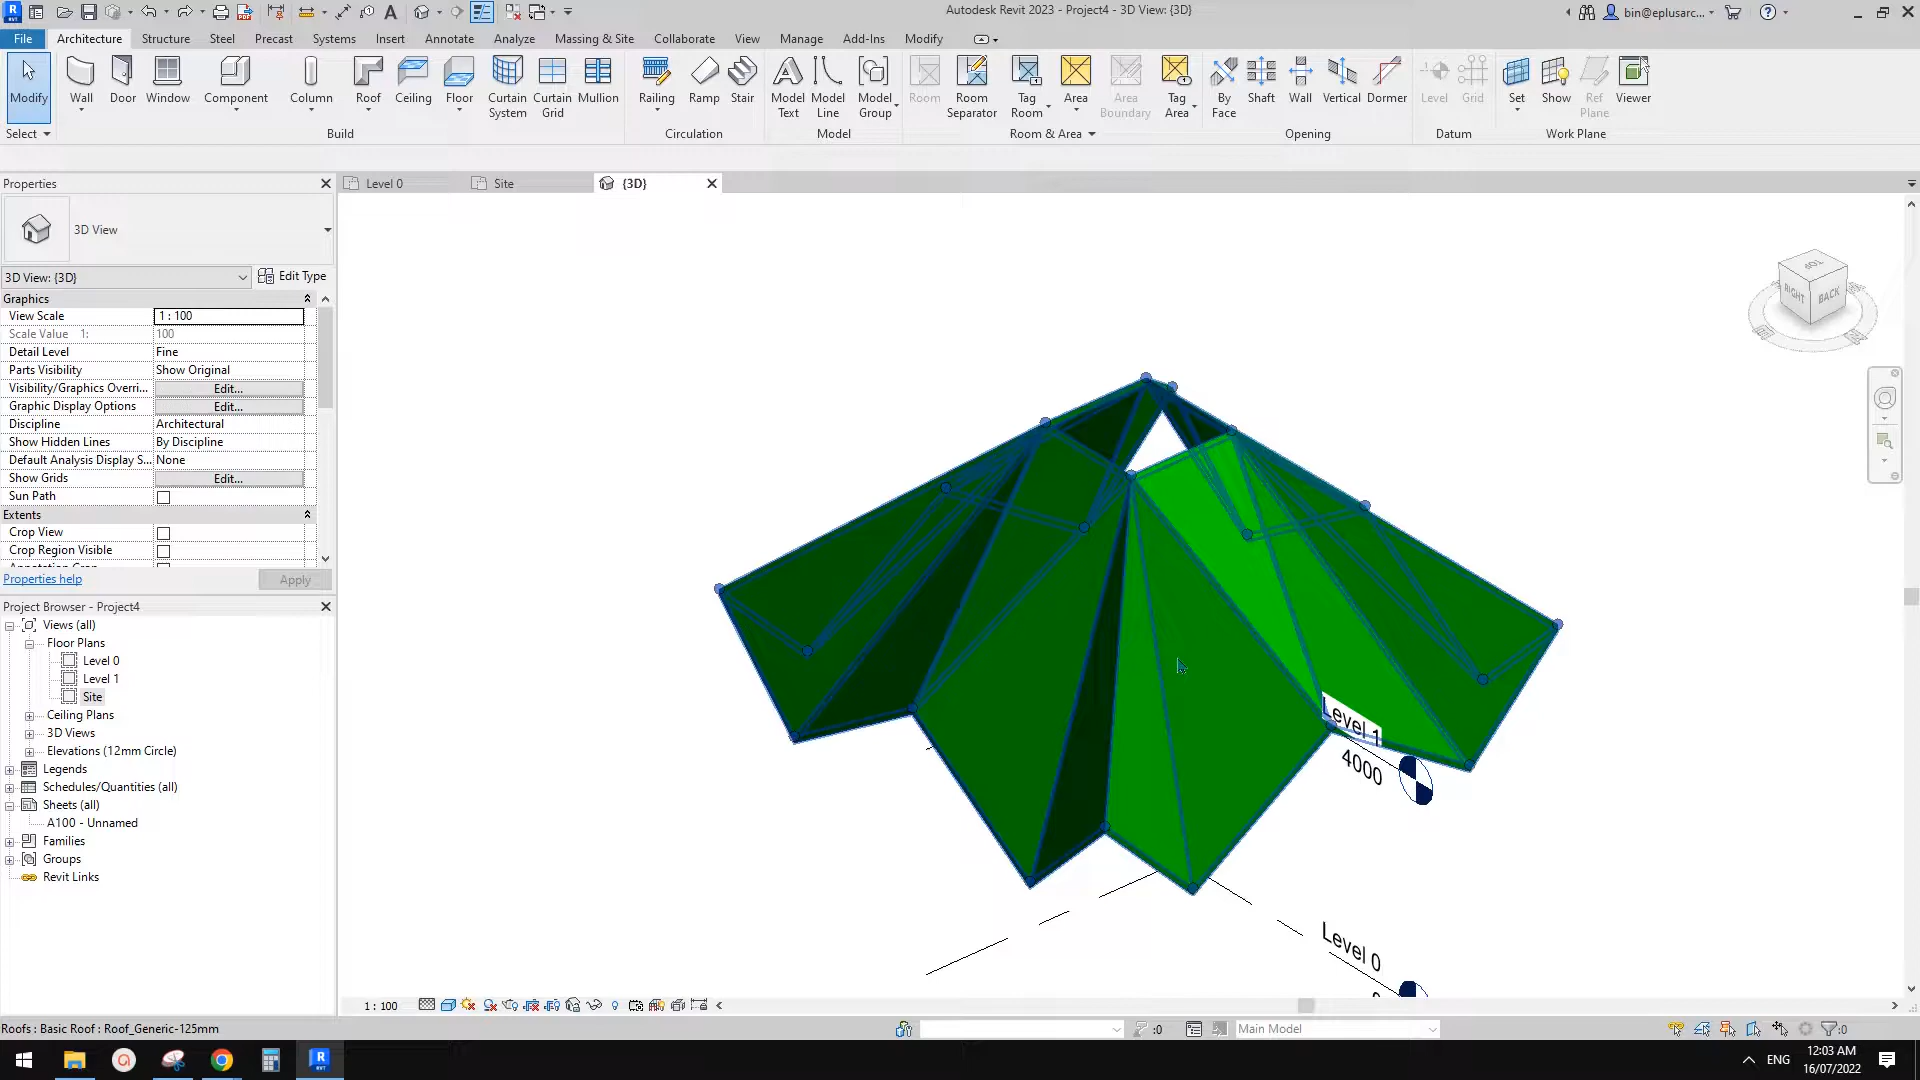 Autodesk Revit 2023 - Project4 - 3D View: {3D}
bin@eplusarc...
File Architecture Structure Steel Precast Systems Insert Annotate Analyze Massing & Site Collaborate View Manage Add-Ins Modify
Modify Wall Door Window Component Column Roof Ceiling Floor Curtain System Curtain Grid Mullion Railing Ramp Stair Model Text Model Line Model Group Room Room Separator Tag Room Area Area Boundary Tag Area By Face Shaft Wall Vertical Dormer Level Grid Set Show Ref Plane Viewer
Select Build Circulation Model Room & Area Opening Datum Work Plane
Properties
Level 0 Site {3D}
3D View
3D View: {3D} Edit Type
Graphics
View Scale 1 : 100
Scale Value 1: 100
Detail Level Fine
Parts Visibility Show Original
Visibility/Graphics Overri... Edit...
Graphic Display Options Edit...
Discipline Architectural
Show Hidden Lines By Discipline
Default Analysis Display S... None
Show Grids Edit...
Sun Path
Extents
Crop View
Crop Region Visible
Properties help Apply
Project Browser - Project4
Views (all)
Floor Plans
Level 0
Level 1
Site
Ceiling Plans
3D Views
Elevations (12mm Circle)
Legends
Schedules/Quantities (all)
Sheets (all)
A100 - Unnamed
Families
Groups
Revit Links
RIGHT BACK
Level 1
4000
Level 0
1 : 100
Roofs : Basic Roof : Roof_Generic-125mm
:0 Main Model :0
ENG 12:03 AM
16/07/2022